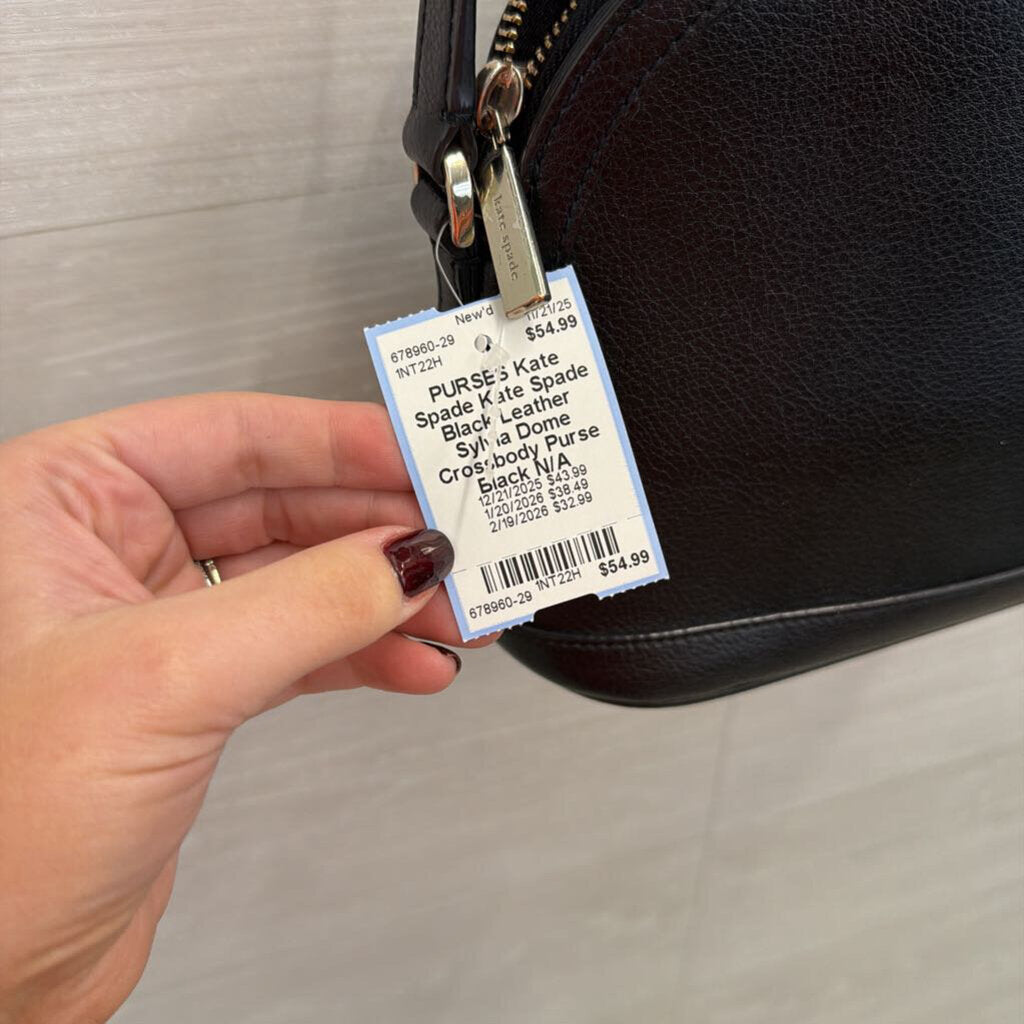 kate spade
New'd 11/21/25
678960-29 $54.99
1NT22H
PURSES Kate
Spade Kate Spade
Black Leather
Sylvia Dome
Crossbody Purse
Black N/A
12/21/2025 $43.99
1/20/2026 $38.49
2/19/2026 $32.99
678960-29 1NT22H $54.99